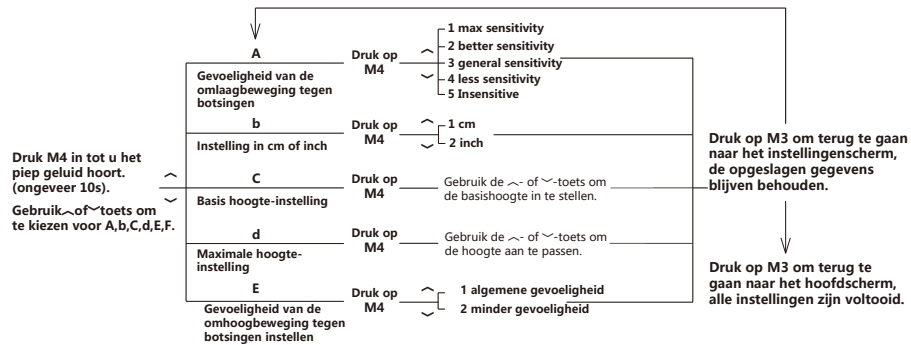 Druk M4 in tot u het
piep geluid hoort.
(ongeveer 10s).
Gebruik︿of﹀toets om
te kiezen voor A,b,C,d,E,F.
A
Gevoeligheid van de
omlaagbeweging tegen
botsingen
Druk op
M4
1 max sensitivity
2 better sensitivity
3 general sensitivity
4 less sensitivity
5 Insensitive
b
Instelling in cm of inch
Druk op
M4
1 cm
2 inch
C
Basis hoogte-instelling
Druk op
M4
Gebruik de ︿- of ﹀-toets om
de basishoogte in te stellen.
d
Maximale hoogte-
instelling
Druk op
M4
Gebruik de ︿- of ﹀-toets om
de hoogte aan te passen.
E
Gevoeligheid van de
omhoogbeweging tegen
botsingen instellen
Druk op
M4
1 algemene gevoeligheid
2 minder gevoeligheid
Druk op M3 om terug te gaan
naar het instellingenscherm,
de opgeslagen gegevens
blijven behouden.
Druk op M3 om terug te
gaan naar het hoofdscherm,
alle instellingen zijn voltooid.